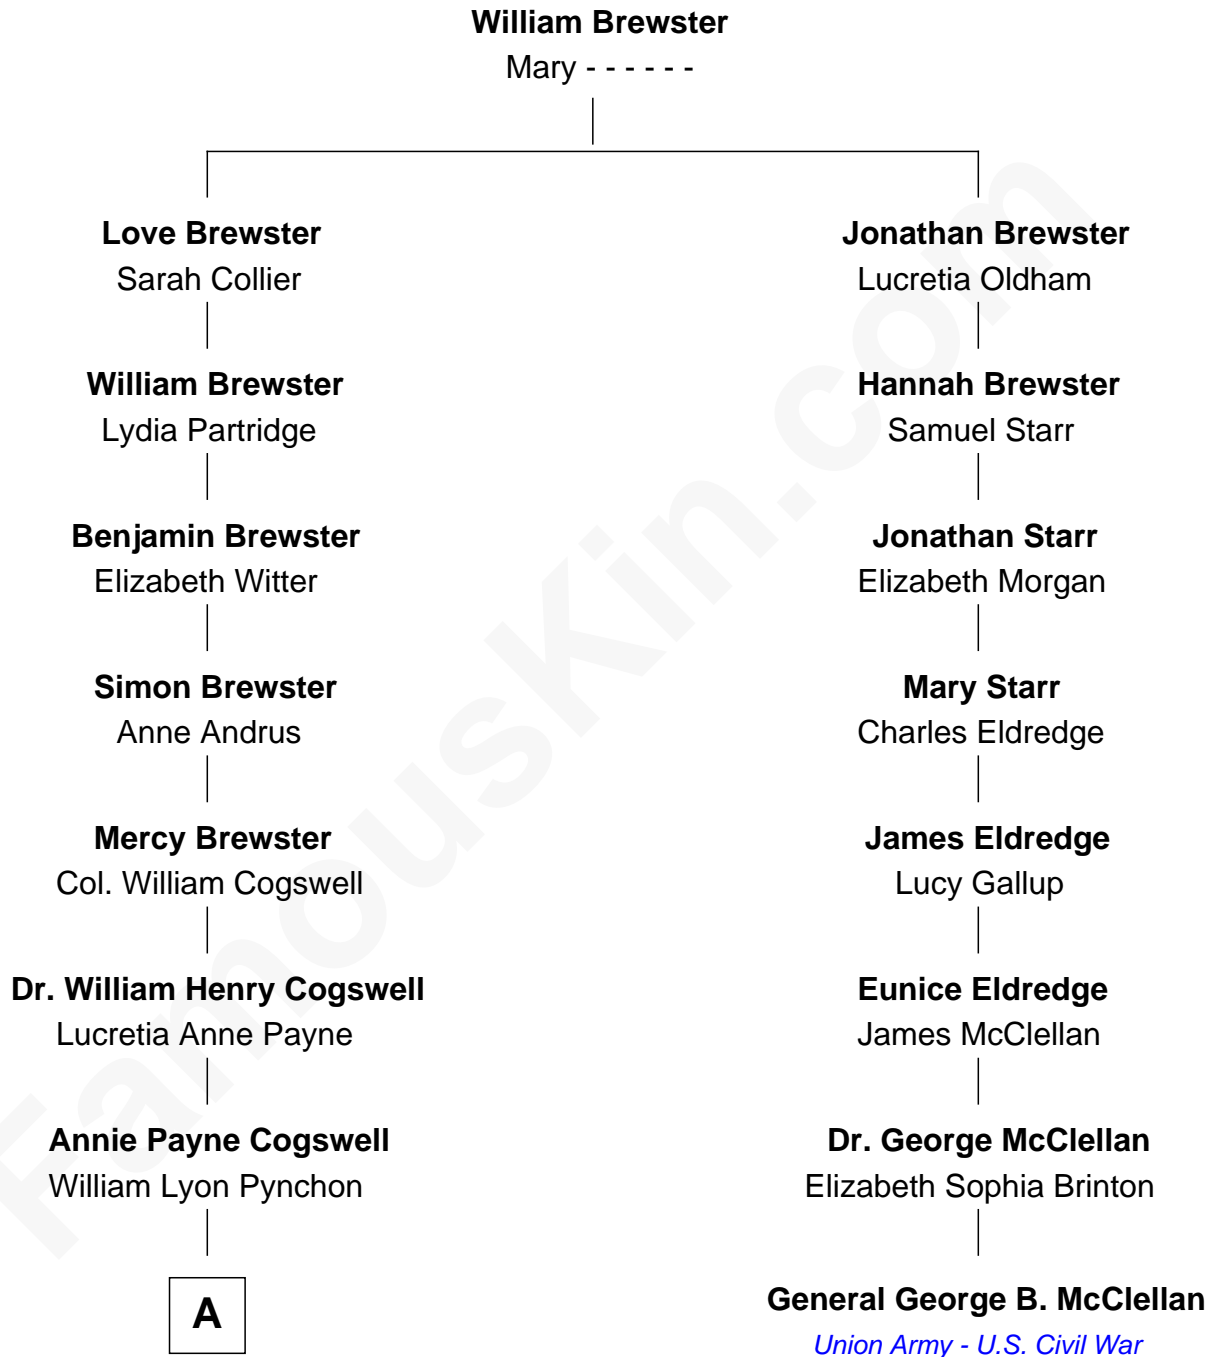 William Brewster
Mary - - - - - -
Love Brewster
Sarah Collier
William Brewster
Lydia Partridge
Benjamin Brewster
Elizabeth Witter
Simon Brewster
Anne Andrus
Mercy Brewster
Col. William Cogswell
Dr. William Henry Cogswell
Lucretia Anne Payne
Annie Payne Cogswell
William Lyon Pynchon
A
Jonathan Brewster
Lucretia Oldham
Hannah Brewster
Samuel Starr
Jonathan Starr
Elizabeth Morgan
Mary Starr
Charles Eldredge
James Eldredge
Lucy Gallup
Eunice Eldredge
James McClellan
Dr. George McClellan
Elizabeth Sophia Brinton
General George B. McClellan
Union Army - U.S. Civil War
FamousKin.com